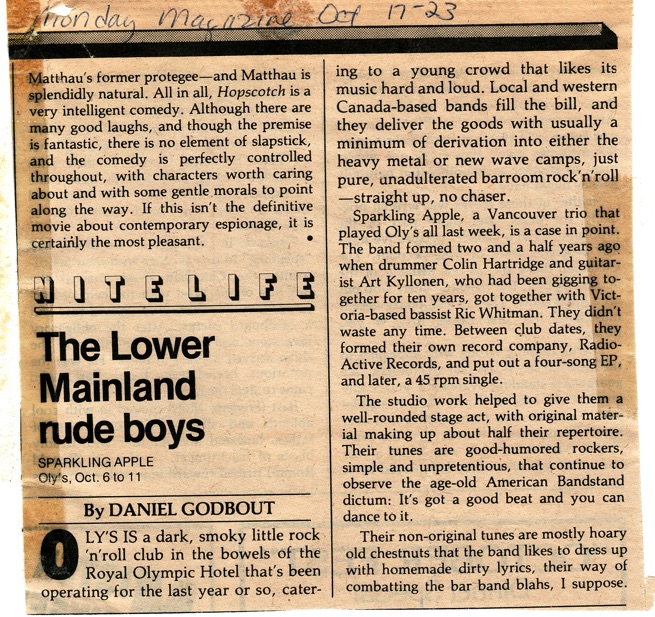 Monday Magazine Oct 17-23
Matthau's former protegee—and Matthau is
splendidly natural. All in all, Hopscotch is a
very intelligent comedy. Although there are
many good laughs, and though the premise
is fantastic, there is no element of slapstick,
and the comedy is perfectly controlled
throughout, with characters worth caring
about and with some gentle morals to point
along the way. If this isn't the definitive
movie about contemporary espionage, it is
certainly the most pleasant. •
NITELIFE
The Lower
Mainland
rude boys
SPARKLING APPLE
Oly's, Oct. 6 to 11
By DANIEL GODBOUT
OLY'S IS a dark, smoky little rock
'n'roll club in the bowels of the
Royal Olympic Hotel that's been
operating for the last year or so, cater-
ing to a young crowd that likes its
music hard and loud. Local and western
Canada-based bands fill the bill, and
they deliver the goods with usually a
minimum of derivation into either the
heavy metal or new wave camps, just
pure, unadulterated barroom rock'n'roll
—straight up, no chaser.
Sparkling Apple, a Vancouver trio that
played Oly's all last week, is a case in point.
The band formed two and a half years ago
when drummer Colin Hartridge and guitar-
ist Art Kyllonen, who had been gigging to-
gether for ten years, got together with Vict-
oria-based bassist Ric Whitman. They didn't
waste any time. Between club dates, they
formed their own record company, Radio-
Active Records, and put out a four-song EP,
and later, a 45 rpm single.
The studio work helped to give them a
well-rounded stage act, with original mater-
ial making up about half their repertoire.
Their tunes are good-humored rockers,
simple and unpretentious, that continue to
observe the age-old American Bandstand
dictum: It's got a good beat and you can
dance to it.
Their non-original tunes are mostly hoary
old chestnuts that the band likes to dress up
with homemade dirty lyrics, their way of
combatting the bar band blahs, I suppose.